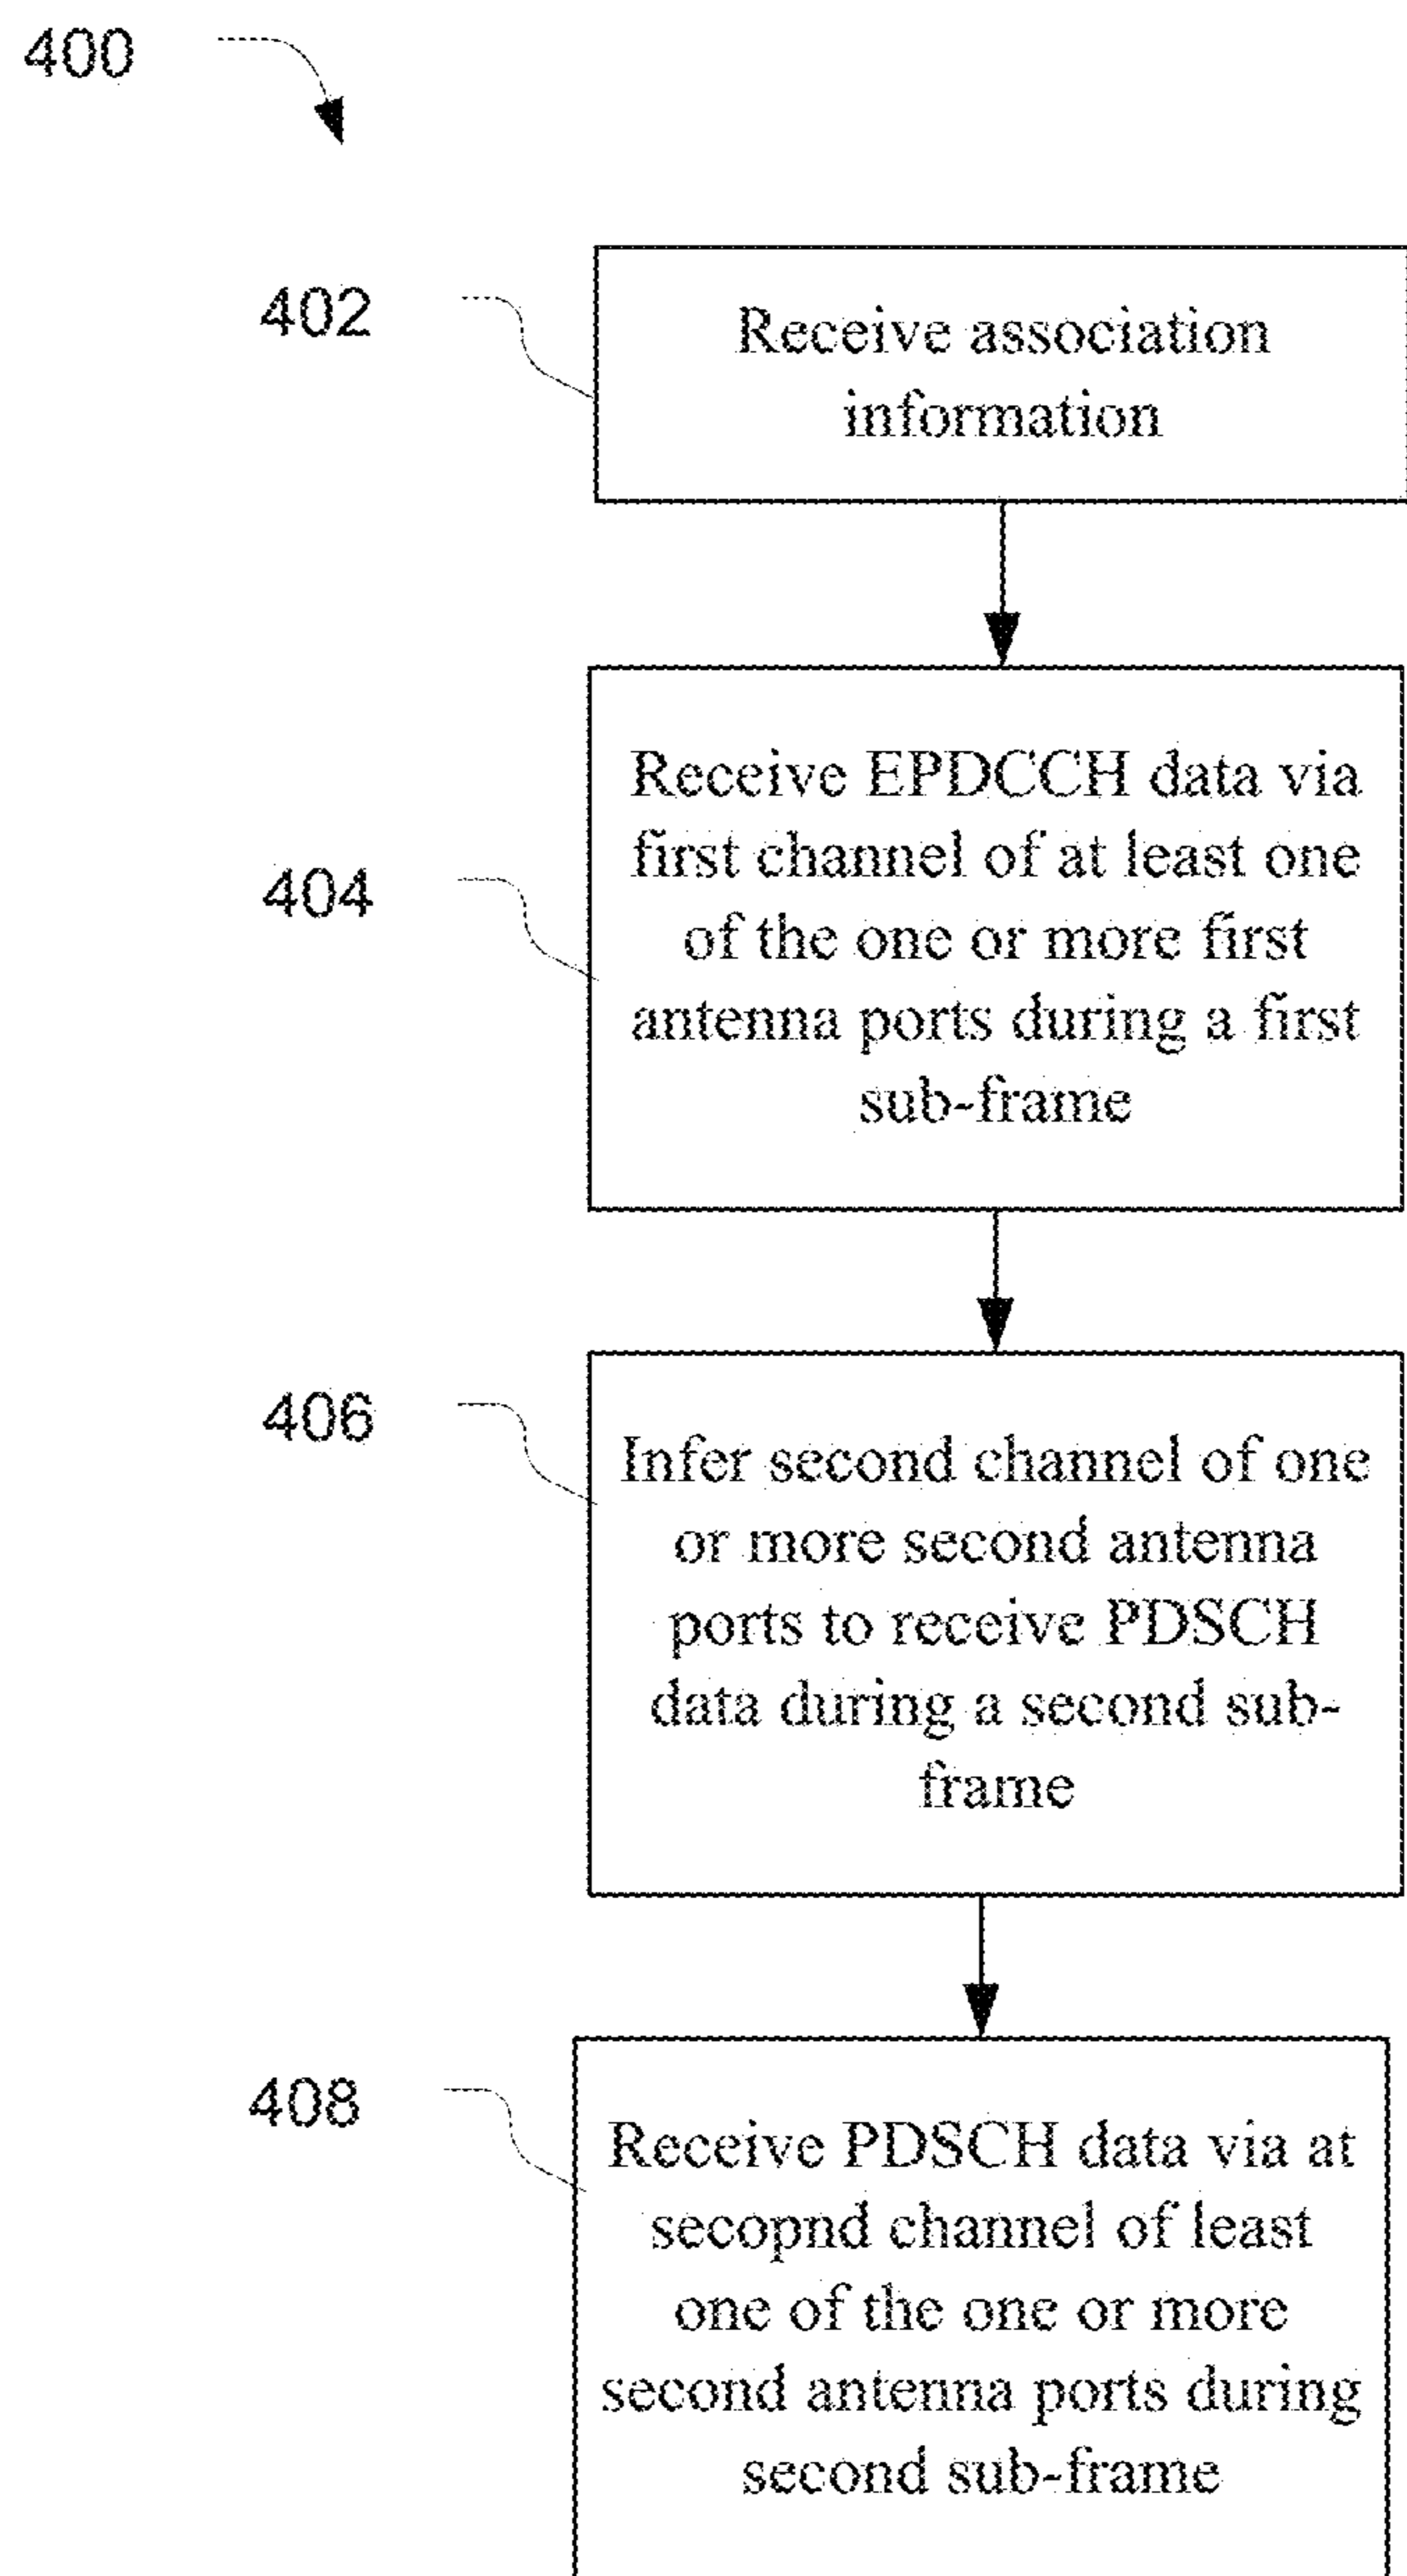 400
402
Receive association
information
404
Receive EPDCCH data via
first channel of at least one
of the one or more first
antenna ports during a first
sub-frame
406
Infer second channel of one
or more second antenna
ports to receive PDSCH
data during a second sub-
frame
408
Receive PDSCH data via at
secopnd channel of least
one of the one or more
second antenna ports during
second sub-frame